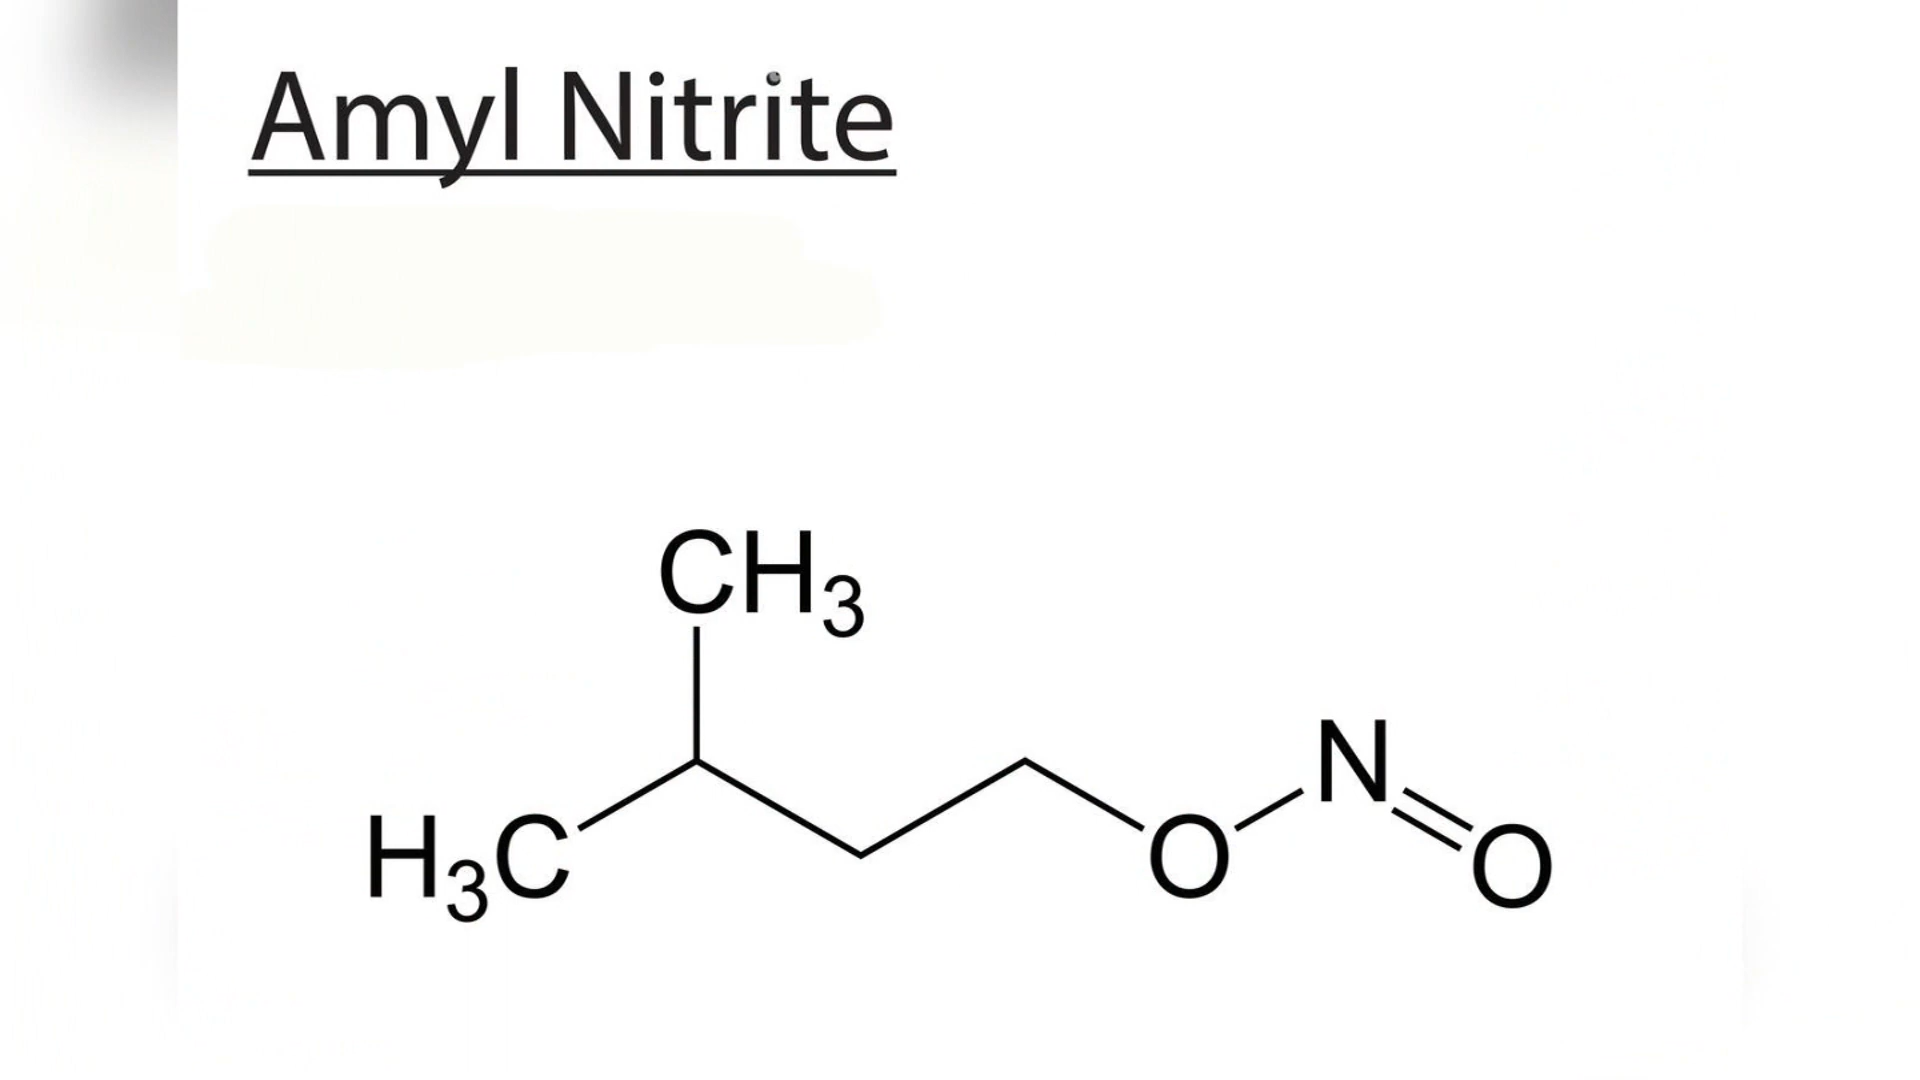 Amyl Nitrite
CH3
H3C
O
N
O